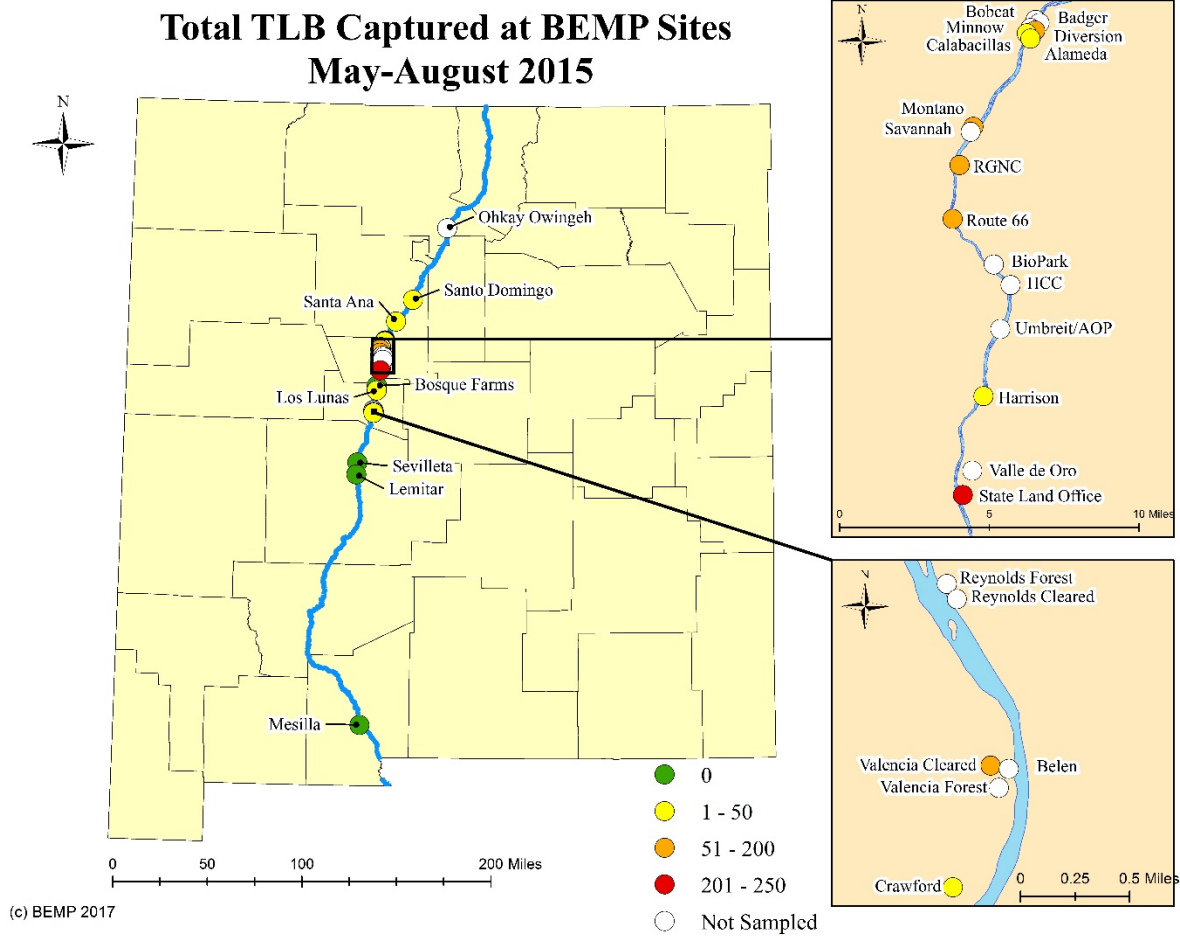 Total TLB Captured at BEMP Sites
May-August 2015
N
Ohkay Owingeh
Santo Domingo
Santa Ana
Bosque Farms
Los Lunas
Sevilleta
Lemitar
Mesilla
0
1 - 50
51 - 200
201 - 250
Not Sampled
0 50 100 200 Miles
(c) BEMP 2017
N
Bobcat
Badger
Minnow
Diversion
Calabacillas
Alameda
Montano
Savannah
RGNC
Route 66
BioPark
HCC
Umbreit/AOP
Harrison
Valle de Oro
State Land Office
0 5 10 Miles
N
Reynolds Forest
Reynolds Cleared
Valencia Cleared
Belen
Valencia Forest
Crawford
0 0.25 0.5 Miles